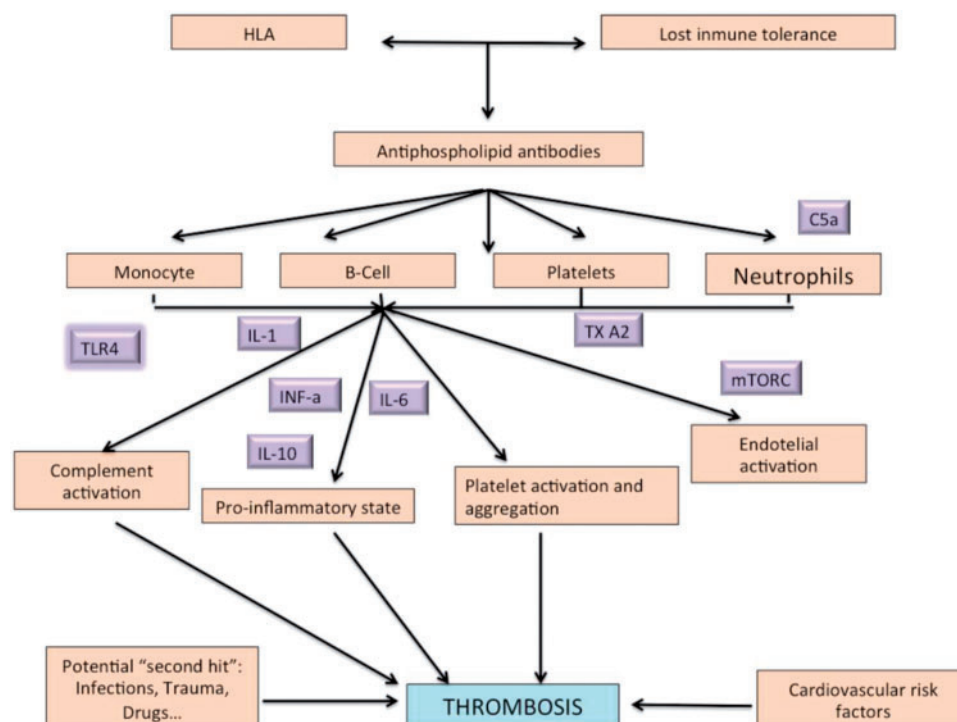 HLA
Lost inmune tolerance
Antiphospholipid antibodies
C5a
Monocyte
B-Cell
Platelets
Neutrophils
TLR4
IL-1
TX A2
INF-a
IL-6
mTORC
IL-10
Complement
activation
Pro-inflammatory state
Platelet activation and
aggregation
Endotelial
activation
Potential “second hit”:
Infections, Trauma,
Drugs...
THROMBOSIS
Cardiovascular risk
factors